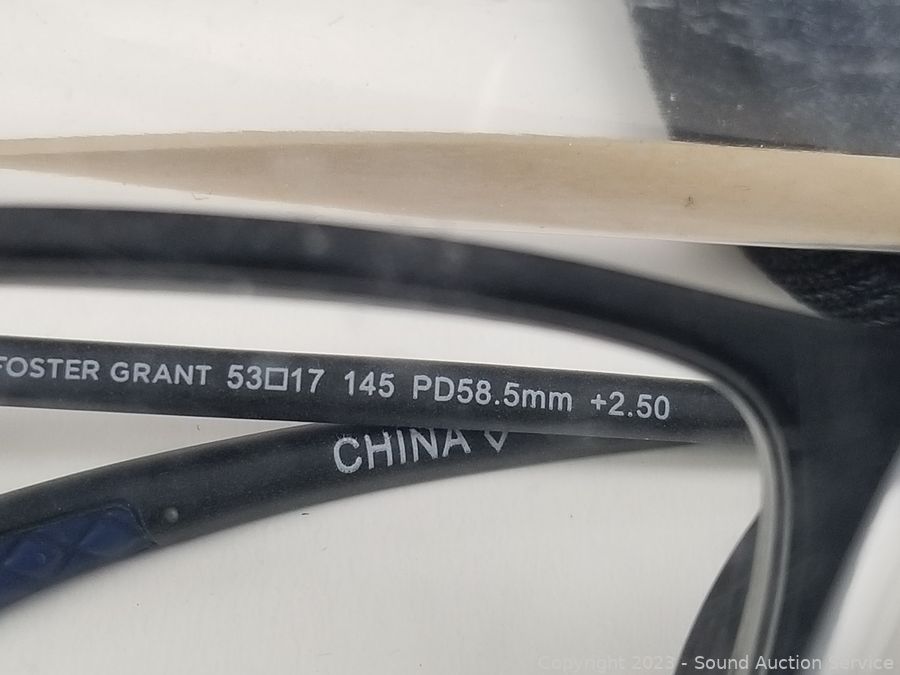 FOSTER GRANT 53□17 145 PD58.5mm +2.50
CHINA
Copyright 2023 - Sound Auction Service